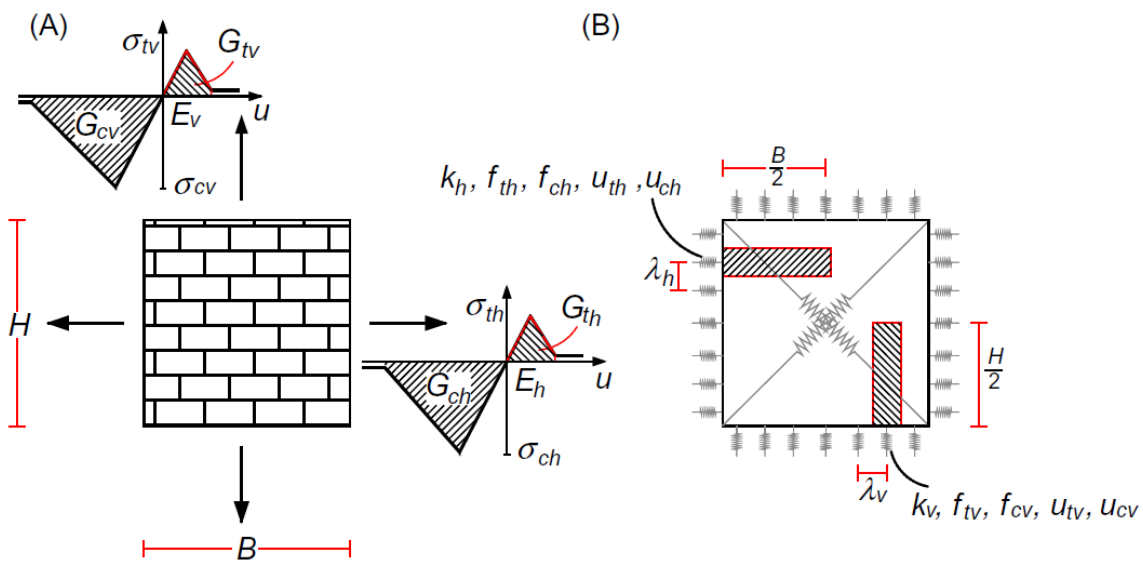 (A)
σtv
Gtv
Gcv
Ev
u
σcv
H
B
σth
Gth
Gch
Eh
u
σch
(B)
B
2
kh, fth, fch, uth ,uch
λh
H
2
λv
kv, ftv, fcv, utv, ucv